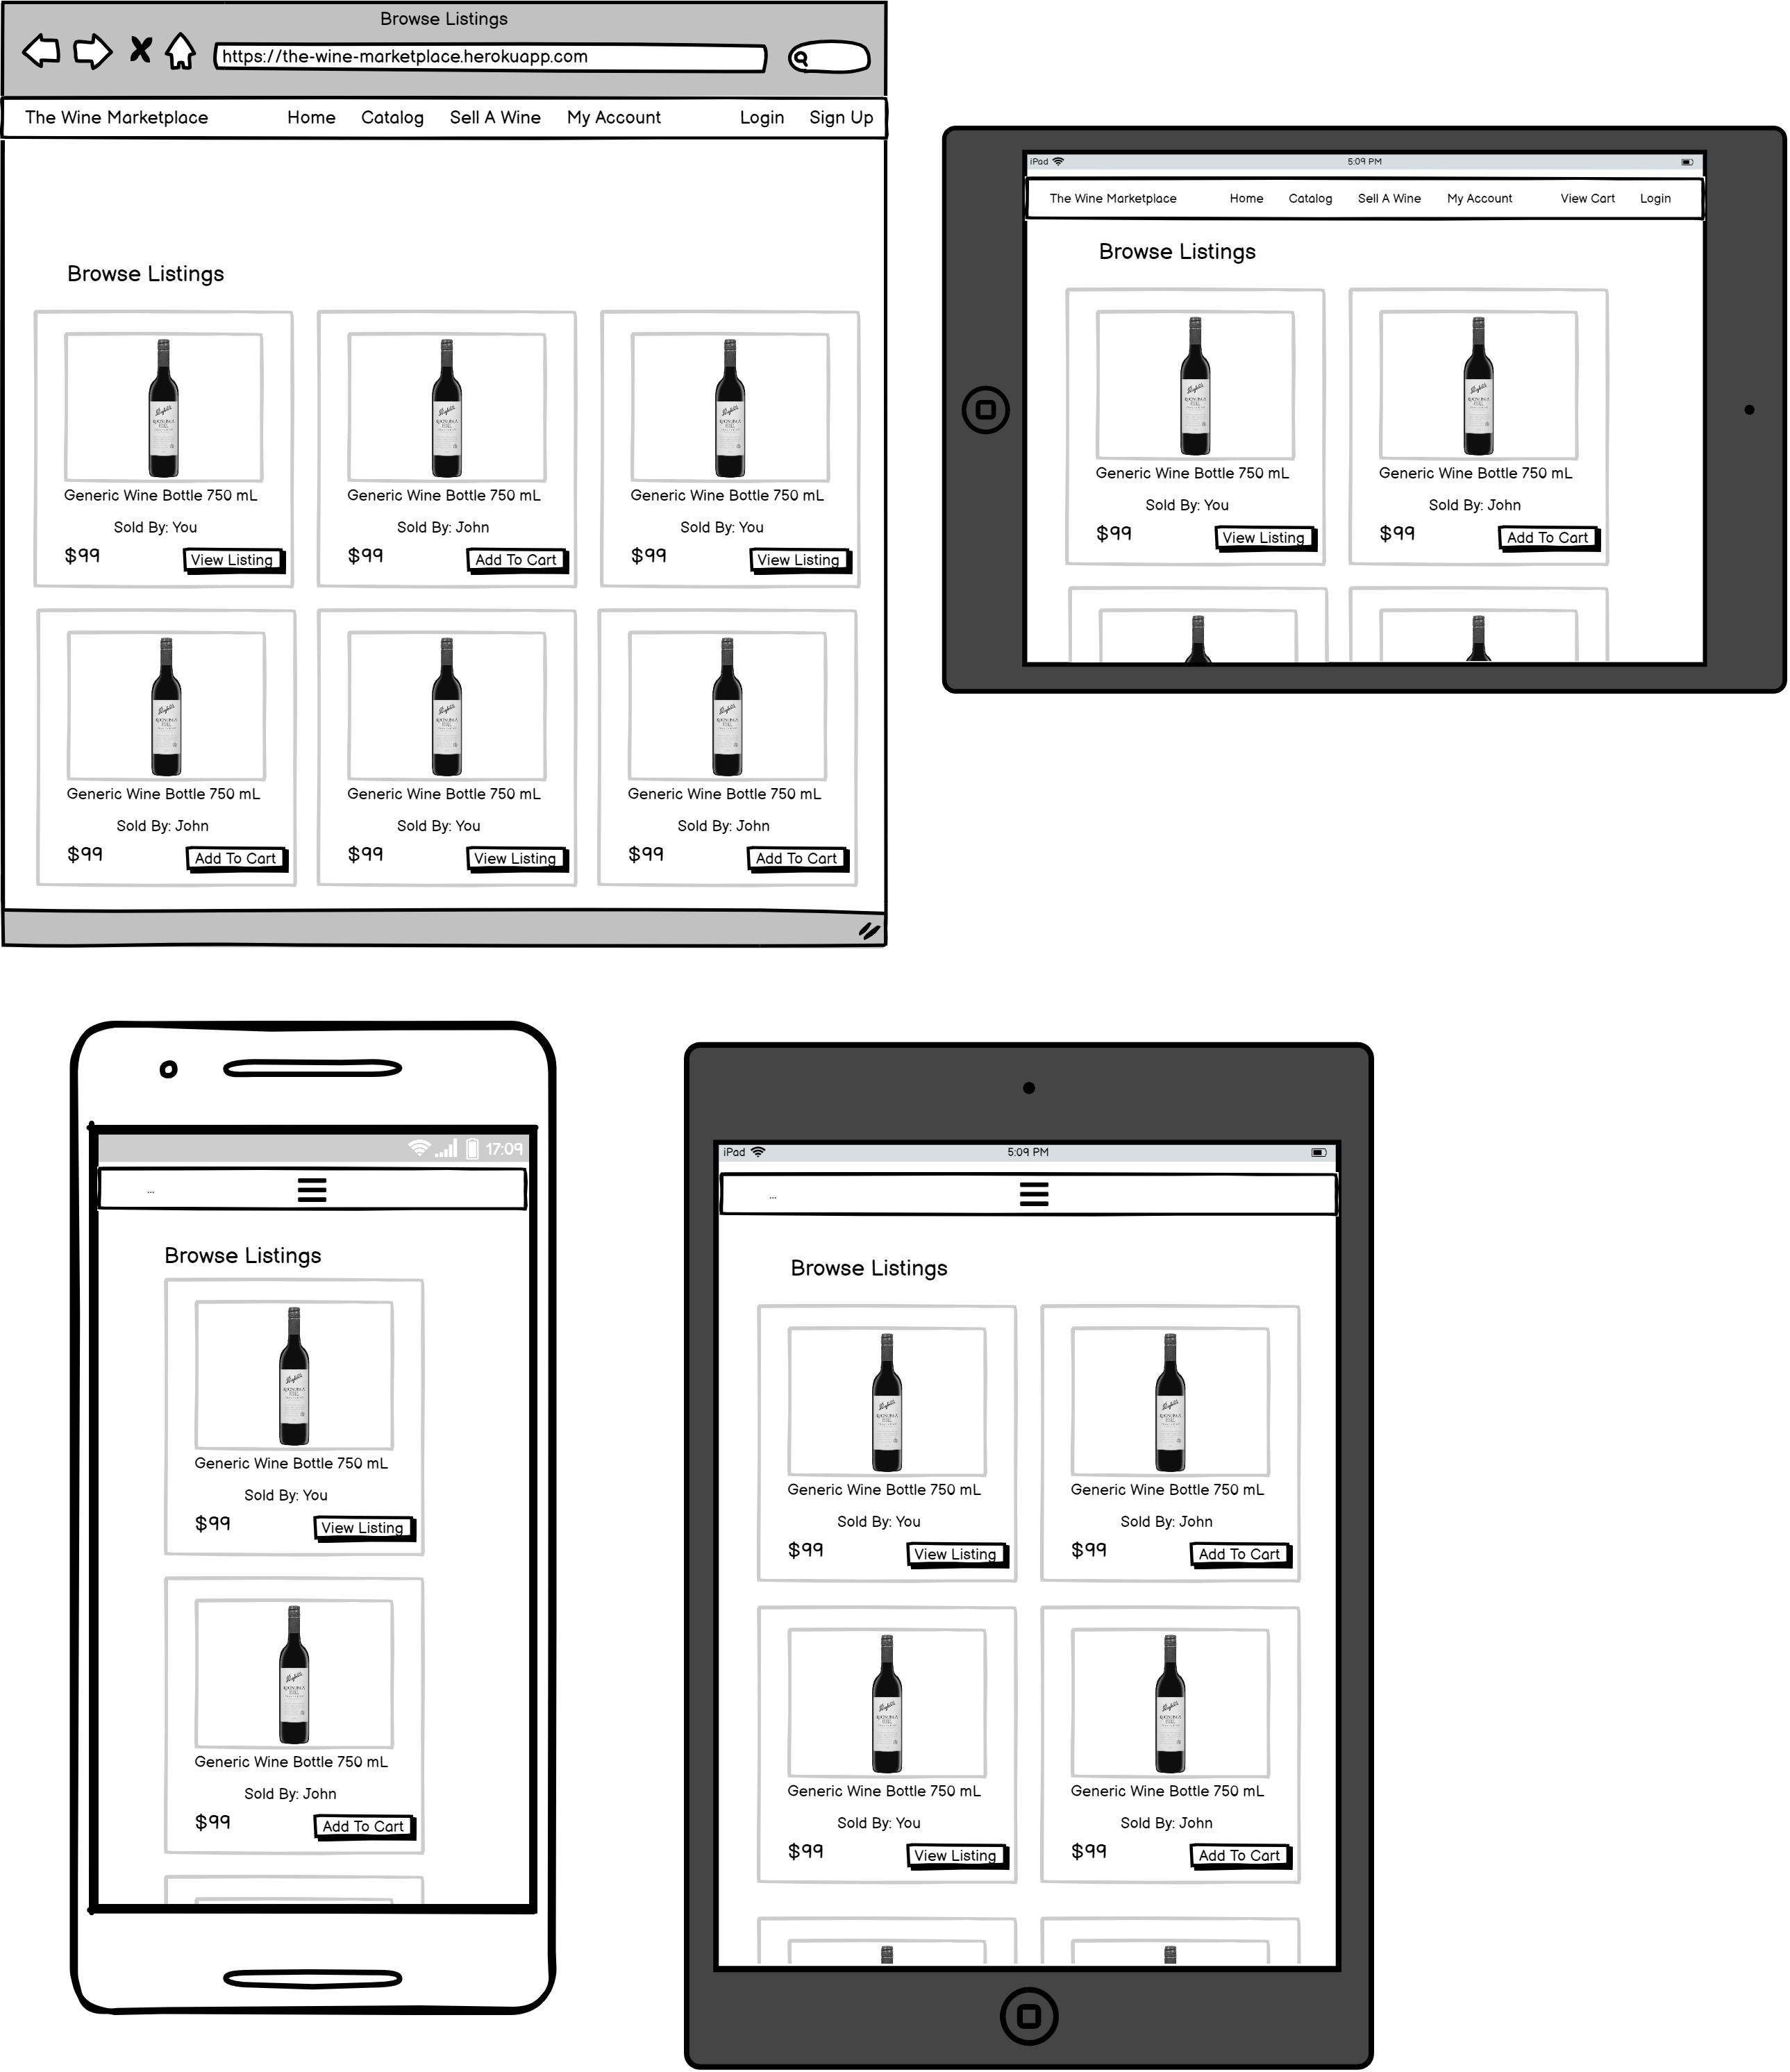 Browse Listings
https://the-wine-marketplace.herokuapp.com
The Wine Marketplace Home Catalog Sell A Wine My Account Login Sign Up
Browse Listings
Generic Wine Bottle 750 mL Generic Wine Bottle 750 mL Generic Wine Bottle 750 mL
Sold By: You Sold By: John Sold By: You
$99 View Listing $99 Add To Cart $99 View Listing
Generic Wine Bottle 750 mL Generic Wine Bottle 750 mL Generic Wine Bottle 750 mL
Sold By: John Sold By: You Sold By: John
$99 Add To Cart $99 View Listing $99 Add To Cart
iPad 5:09 PM
The Wine Marketplace Home Catalog Sell A Wine My Account View Cart Login
Browse Listings
Generic Wine Bottle 750 mL Generic Wine Bottle 750 mL
Sold By: You Sold By: John
$99 View Listing $99 Add To Cart
17:09
...
Browse Listings
Generic Wine Bottle 750 mL
Sold By: You
$99 View Listing
Generic Wine Bottle 750 mL
Sold By: John
$99 Add To Cart
iPad 5:09 PM
...
Browse Listings
Generic Wine Bottle 750 mL Generic Wine Bottle 750 mL
Sold By: You Sold By: John
$99 View Listing $99 Add To Cart
Generic Wine Bottle 750 mL Generic Wine Bottle 750 mL
Sold By: You Sold By: John
$99 View Listing $99 Add To Cart